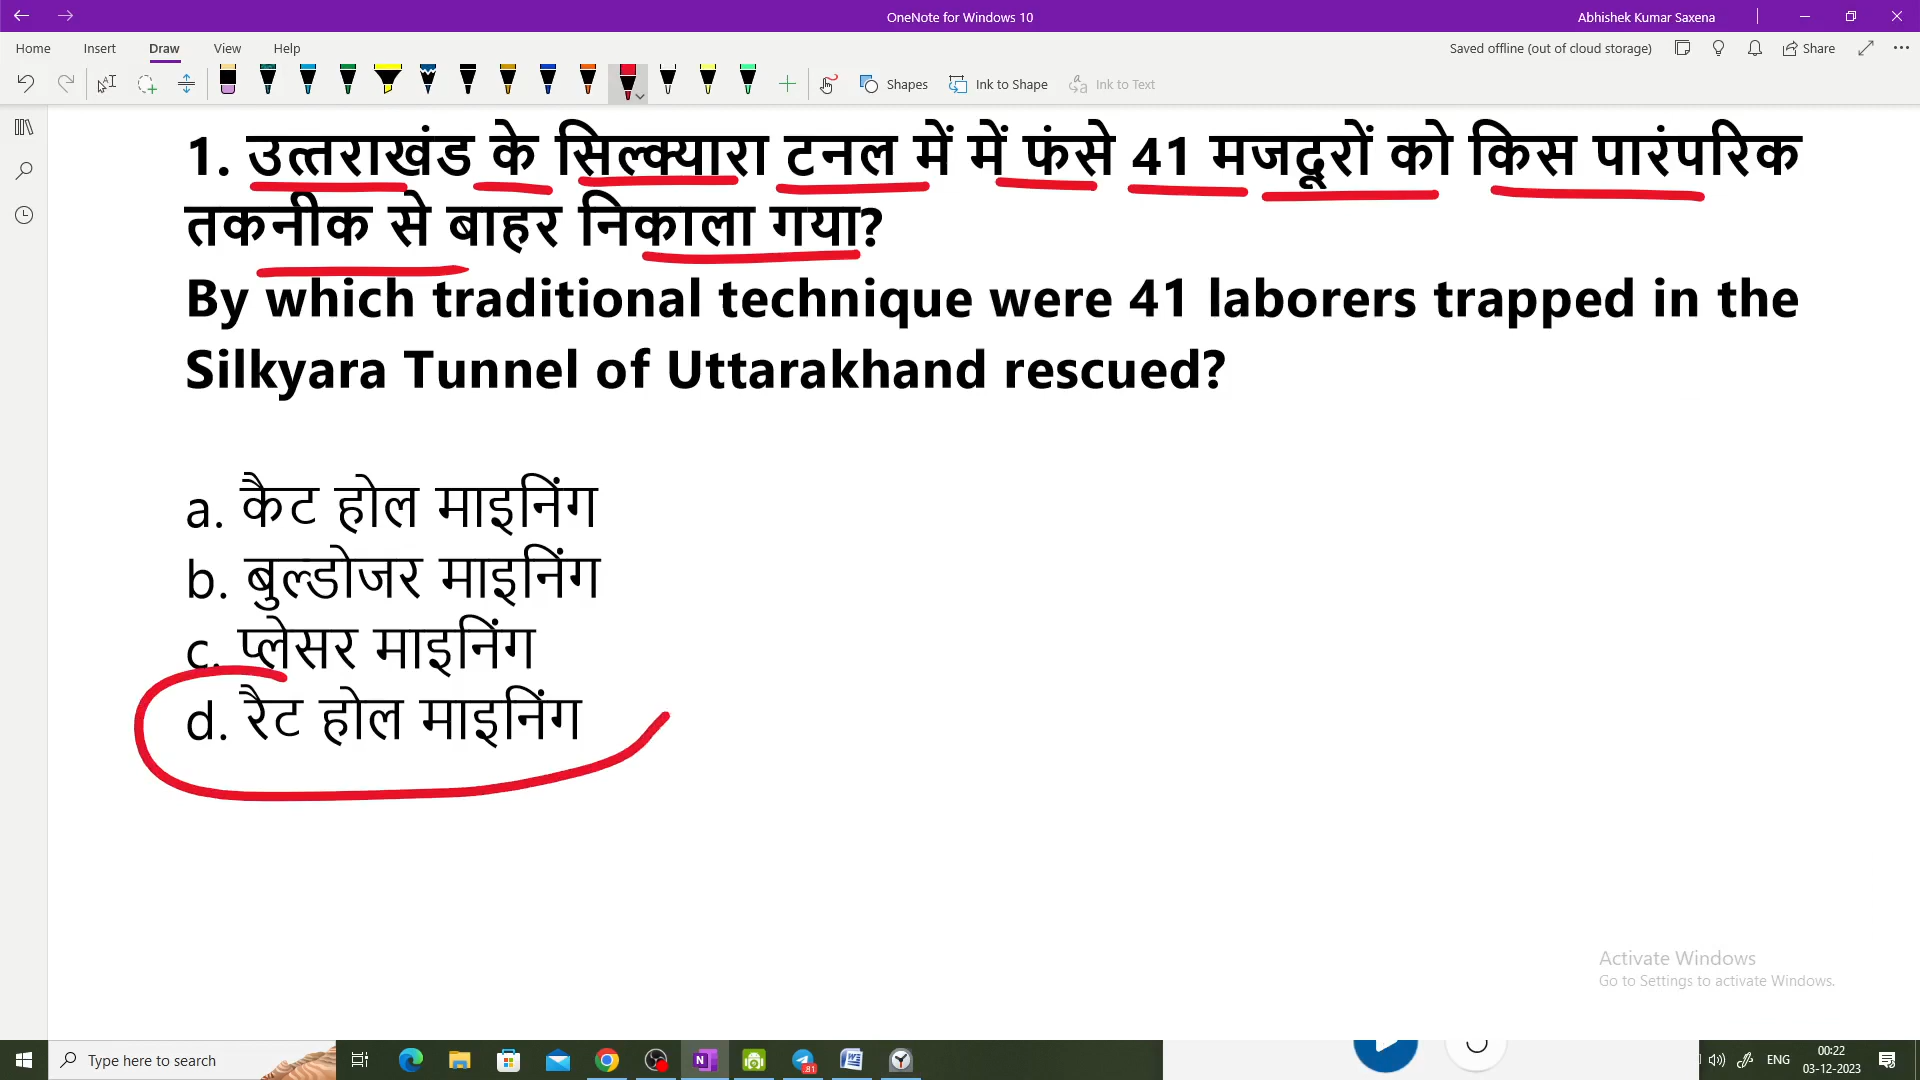 OneNote for Windows 10
Abhishek Kumar Saxena
Home Insert Draw View Help
Saved offline (out of cloud storage)
Share
Shapes
Ink to Shape
Ink to Text
1. उत्तराखंड के सिल्क्यारा टनल में में फंसे 41 मजदूरों को किस पारंपरिक
तकनीक से बाहर निकाला गया?
By which traditional technique were 41 laborers trapped in the
Silkyara Tunnel of Uttarakhand rescued?
a. कैट होल माइनिंग
b. बुल्डोजर माइनिंग
c. प्लेसर माइनिंग
d. रैट होल माइनिंग
Activate Windows
Go to Settings to activate Windows.
Type here to search
81
ENG
00:22
03-12-2023